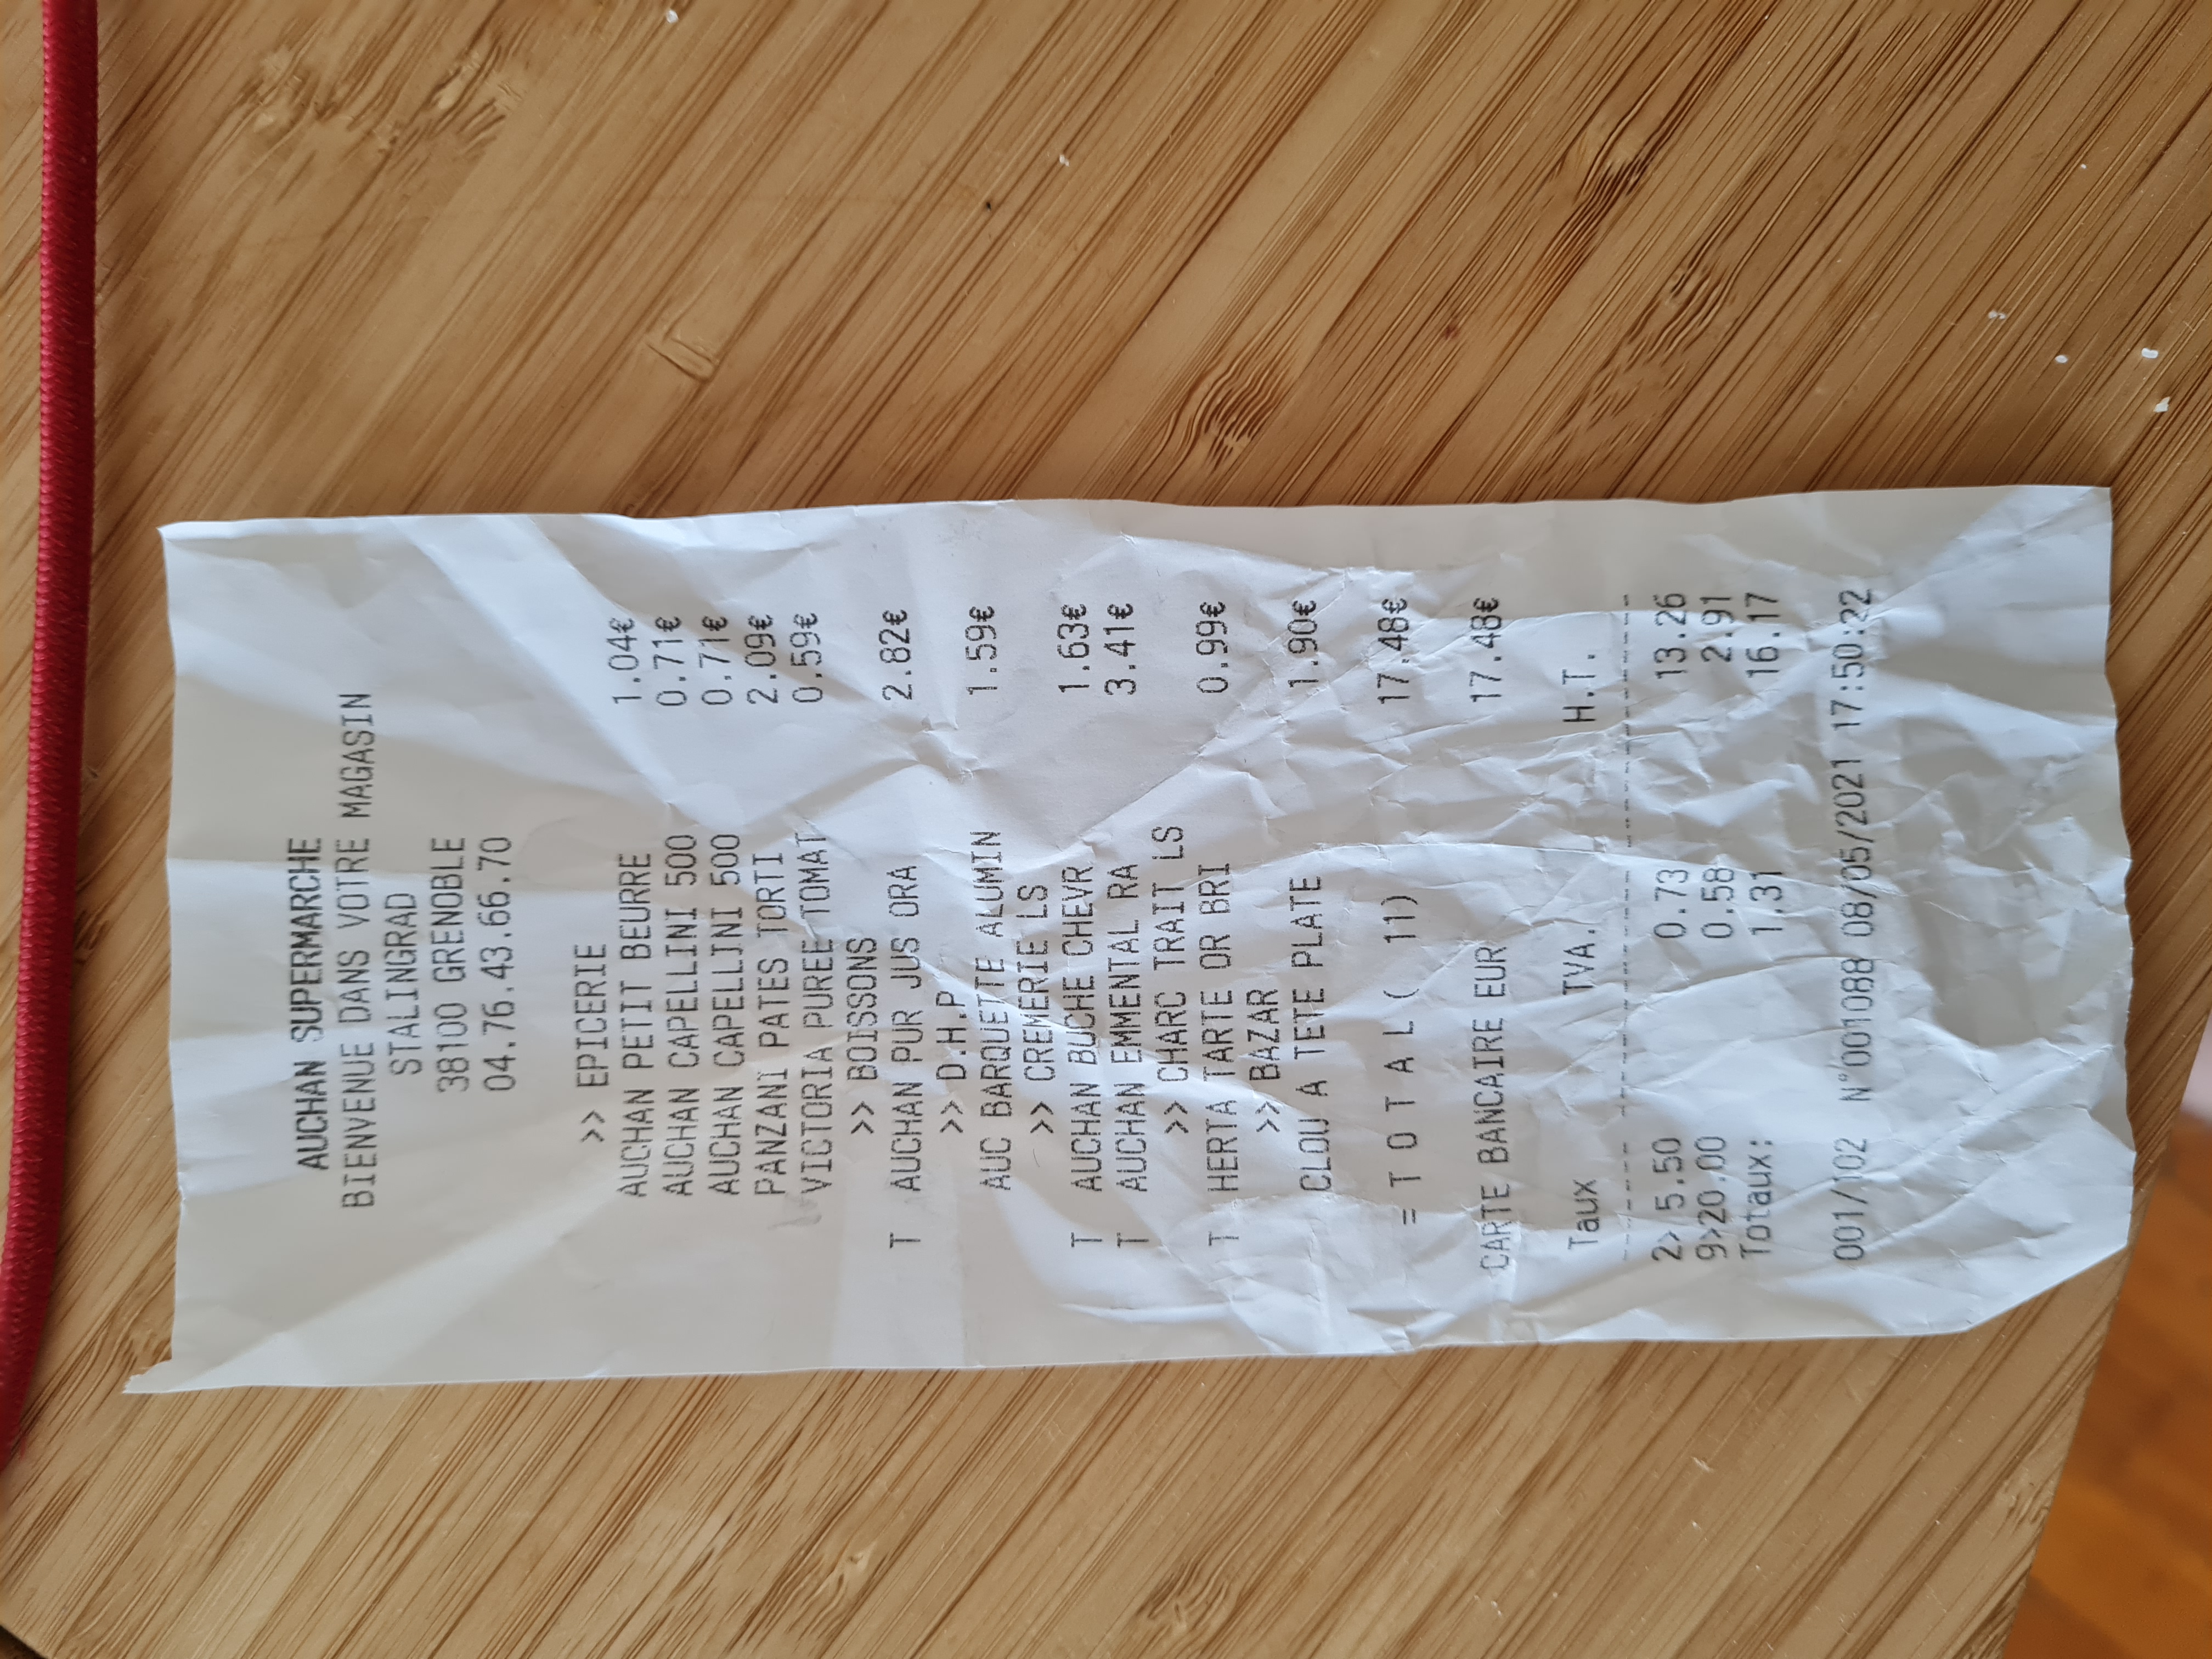 AUCHAN SUPERMARCHE
BIENVENUE DANS VOTRE MAGASIN
STALINGRAD
38100 GRENOBLE
04.76.43.66.70
>> EPICERIE
AUCHAN PETIT BEURRE 1.04€
AUCHAN CAPELLINI 500 0.71€
AUCHAN CAPELLINI 500 0.71€
PANZANI PATES TORTI 2.09€
VICTORIA PUREE TOMAT 0.59€
>> BOISSONS
T AUCHAN PUR JUS ORA 2.82€
>> D.H.P
AUC BARQUETTE ALUMIN 1.59€
>> CREMERIE LS
T AUCHAN BUCHE CHEVR 1.63€
T AUCHAN EMMENTAL RA 3.41€
>> CHARC TRAIT LS
T HERTA TARTE OR BRI 0.99€
>> BAZAR
CLOU A TETE PLATE 1.90€
= T O T A L ( 11) 17.48€
CARTE BANCAIRE EUR 17.48€
Taux TVA. H.T.
2> 5.50 0.73 13.26
9>20.00 0.58 2.91
Totaux: 1.31 16.17
001/102 N°001088 08/05/2021 17:50:22